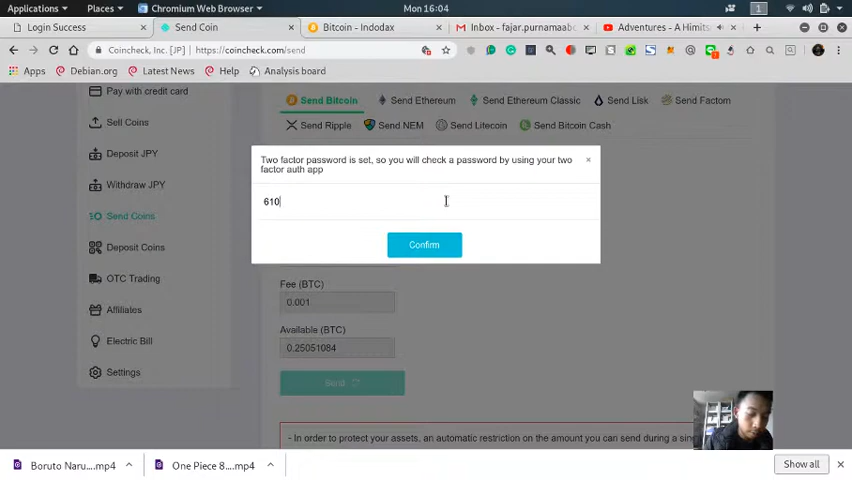 Applications Places Chromium Web Browser Mon 16:04 1
Login Success × Send Coin × Bitcoin - Indodax × Inbox - fajar.purnamaabc × Adventures - A Himits ×
Coincheck, Inc. [JP] | https://coincheck.com/send
Apps Debian.org Latest News Help Analysis board
Pay with credit card
Sell Coins
Deposit JPY
Withdraw JPY
Send Coins
Deposit Coins
OTC Trading
Affiliates
Electric Bill
Settings
Send Bitcoin Send Ethereum Send Ethereum Classic Send Lisk Send Factom
Send Ripple Send NEM Send Litecoin Send Bitcoin Cash
Two factor password is set, so you will check a password by using your two
factor auth app
×
610
Confirm
Fee (BTC)
0.001
Available (BTC)
0.25051084
Send
- In order to protect your assets, an automatic restriction on the amount you can send during a sing
Boruto Naru....mp4 One Piece 8....mp4 Show all ×